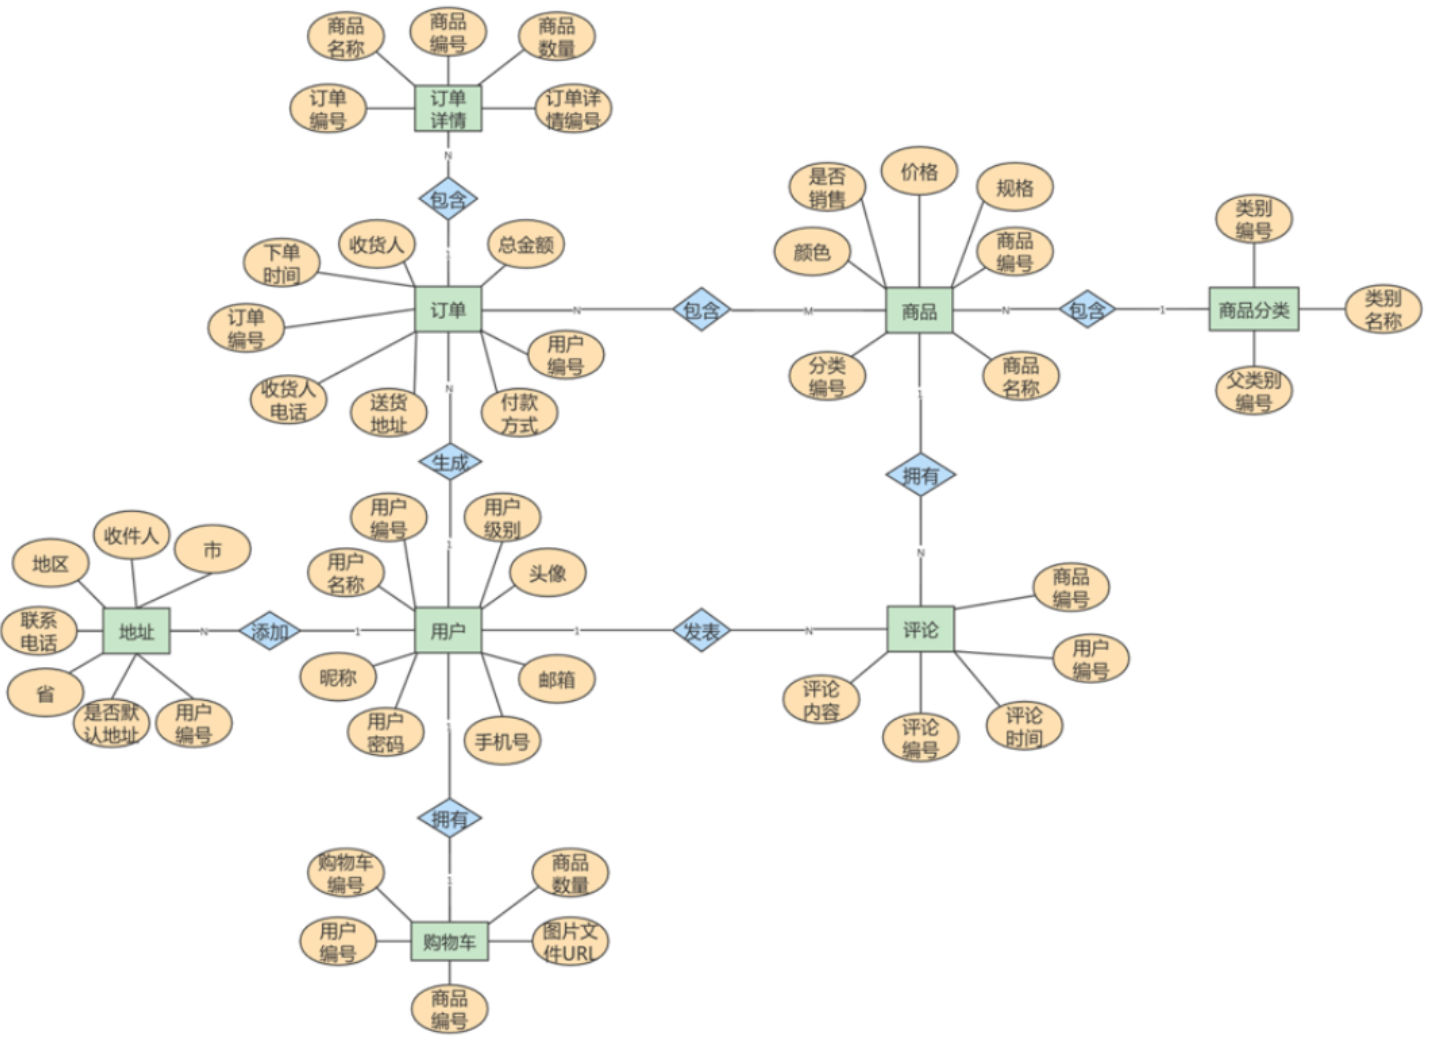 商品
名称
商品
编号
商品
数量
订单
编号
订单
详情
订单详
情编号
N
包含
1
下单
时间
收货人
总金额
订单
编号
订单
收货人
电话
送货
地址
付款
方式
用户
编号
N
包含
M
是否
销售
价格
规格
颜色
商品
编号
商品
分类
编号
商品
名称
N
包含
1
类别
编号
商品分类
类别
名称
父类别
编号
N
生成
1
1
拥有
N
用户
编号
用户
级别
用户
名称
头像
用户
昵称
用户
密码
手机号
邮箱
地区
收件人
市
联系
电话
地址
省
是否默
认地址
用户
编号
N
添加
1
1
发表
N
评论
商品
编号
用户
编号
评论
内容
评论
编号
评论
时间
1
拥有
1
购物车
编号
商品
数量
用户
编号
购物车
图片文
件URL
商品
编号